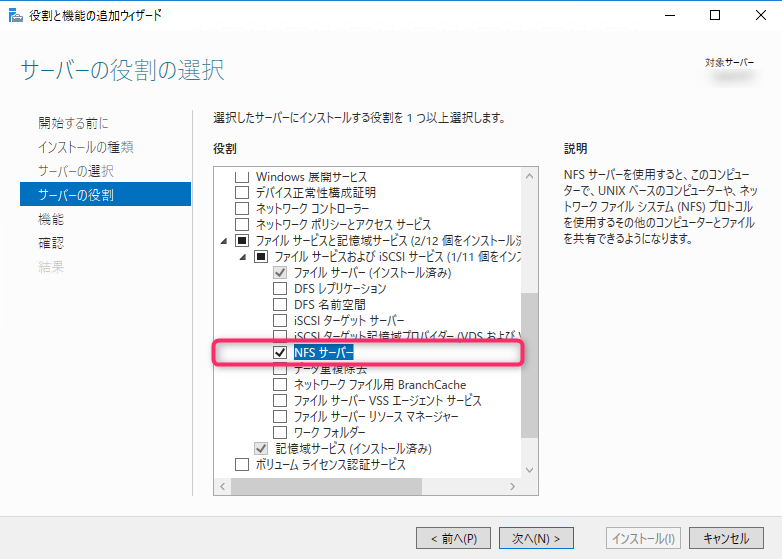 役割と機能の追加ウィザード
サーバーの役割の選択
対象サーバー
開始する前に
インストールの種類
サーバーの選択
サーバーの役割
機能
確認
結果
選択したサーバーにインストールする役割を 1 つ以上選択します。
役割
Windows 展開サービス
デバイス正常性構成証明
ネットワーク コントローラー
ネットワーク ポリシーとアクセス サービス
ファイル サービスと記憶域サービス (2/12 個をインストール済
ファイル サービスおよび iSCSI サービス (1/11 個をインス
ファイル サーバー (インストール済み)
DFS レプリケーション
DFS 名前空間
iSCSI ターゲット サーバー
iSCSI ターゲット記憶域プロバイダー (VDS および V
NFS サーバー
データ重複除去
ネットワーク ファイル用 BranchCache
ファイル サーバー VSS エージェント サービス
ファイル サーバー リソース マネージャー
ワーク フォルダー
記憶域サービス (インストール済み)
ボリューム ライセンス認証サービス
説明
NFS サーバーを使用すると、このコンピュー
ターで、UNIX ベースのコンピューターや、ネッ
トワーク ファイル システム (NFS) プロトコル
を使用するその他のコンピューターとファイル
を共有できるようになります。
< 前へ(P)
次へ(N) >
インストール(I)
キャンセル